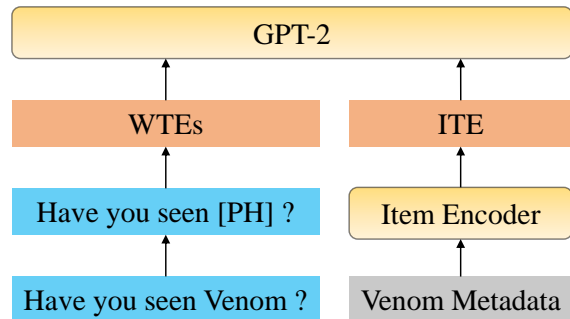 GPT-2
WTEs
ITE
Have you seen [PH] ?
Item Encoder
Have you seen Venom ?
Venom Metadata